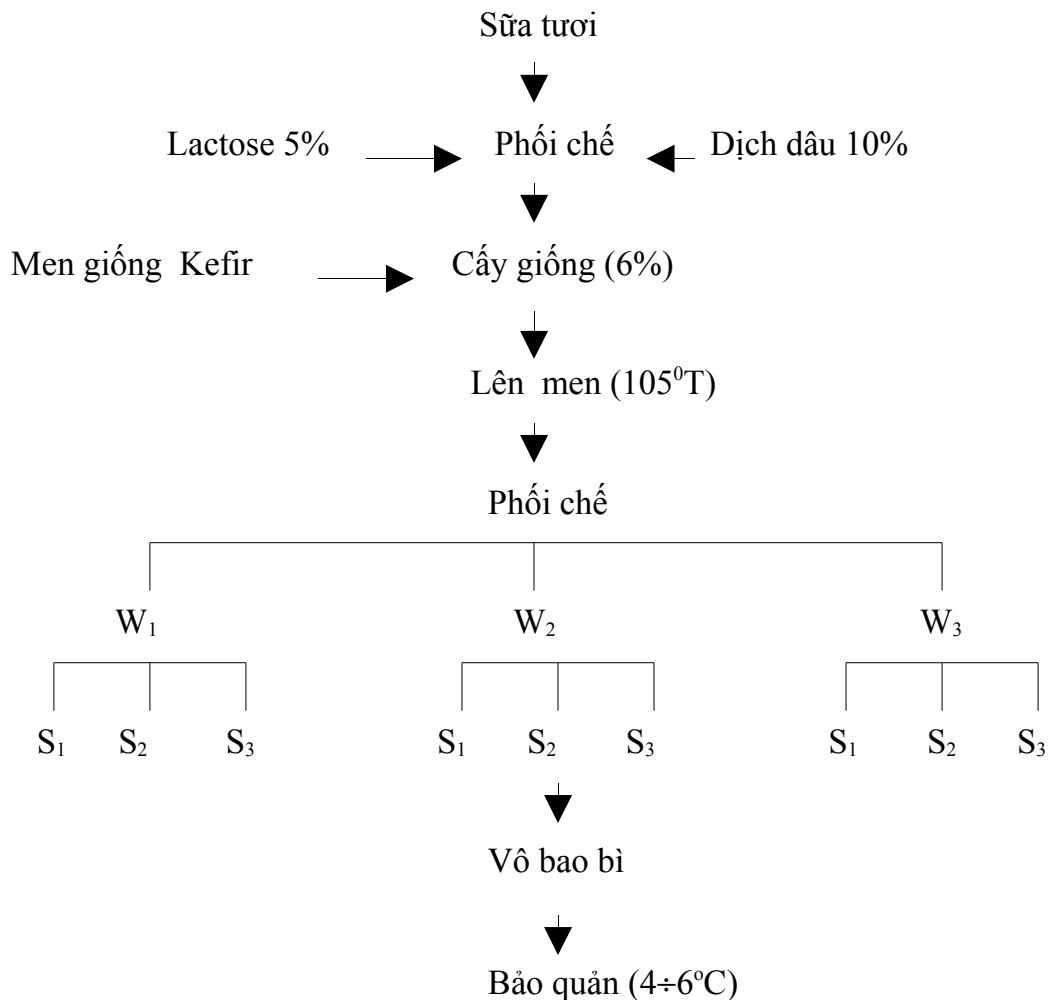 Sữa tươi
Lactose 5% Phối chế Dịch dâu 10%
Men giống Kefir Cấy giống (6%)
Lên men (105⁰T)
Phối chế
W₁ W₂ W₃
S₁ S₂ S₃ S₁ S₂ S₃ S₁ S₂ S₃
Vô bao bì
Bảo quản (4÷6ºC)